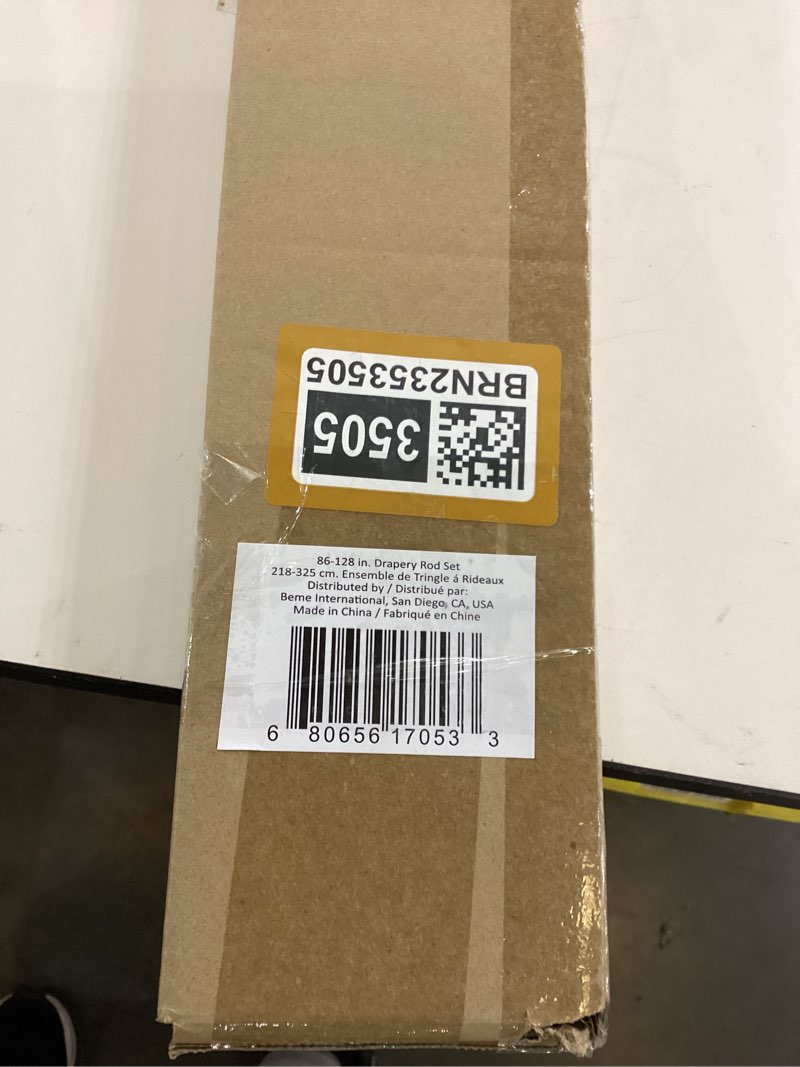 BRN23553505
3505
86-128 in. Drapery Rod Set
218-325 cm. Ensemble de Tringle á Rideaux
Distributed by / Distribué par:
Beme International, San Diego, CA, USA
Made in China / Fabriqué en Chine
6 80656 17053 3